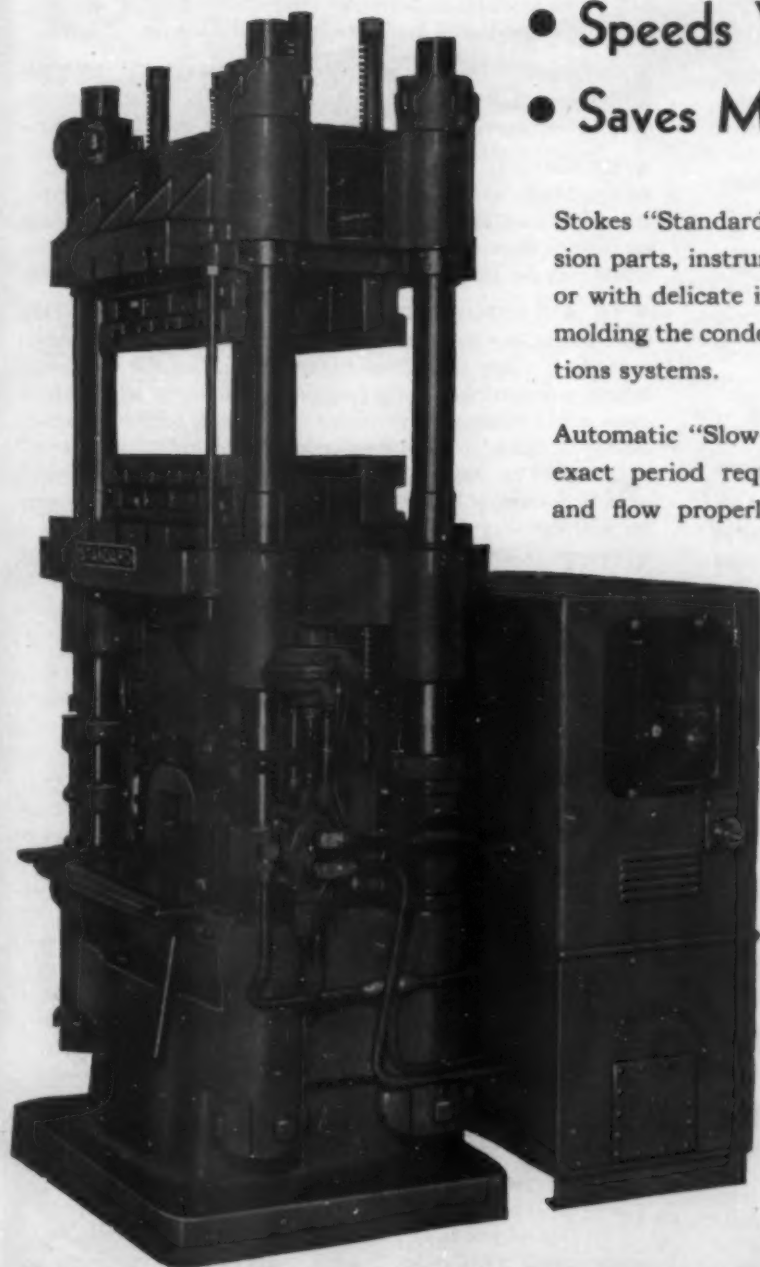 • Speeds
• Saves M
Stokes “Standard
sion parts, instru
or with delicate i
molding the conde
tions systems.
Automatic “Slow
exact period req
and flow properl
STANDARD